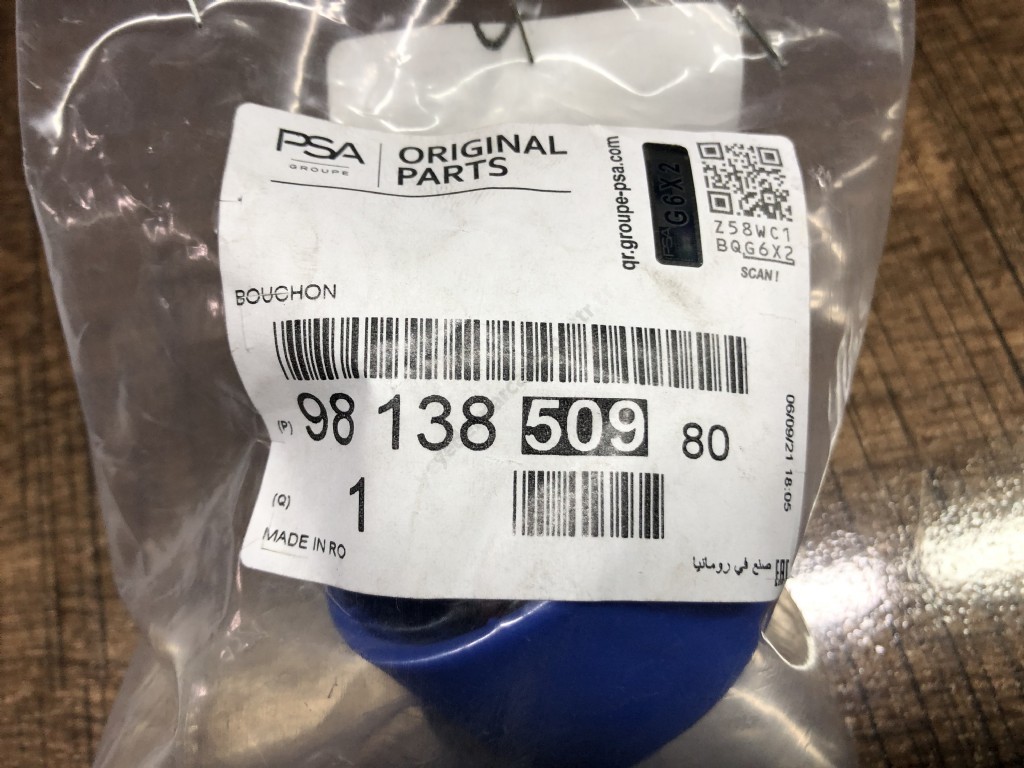 PSA
GROUPE
ORIGINAL
PARTS
qr.groupe-psa.com
PSA G6X2
Z58WC1
BQG6X2
SCAN!
BOUCHON
(P) 98 138 509 80
(Q) 1
MADE IN RO
06/09/21 18:05
صنع في رومانيا
EAC